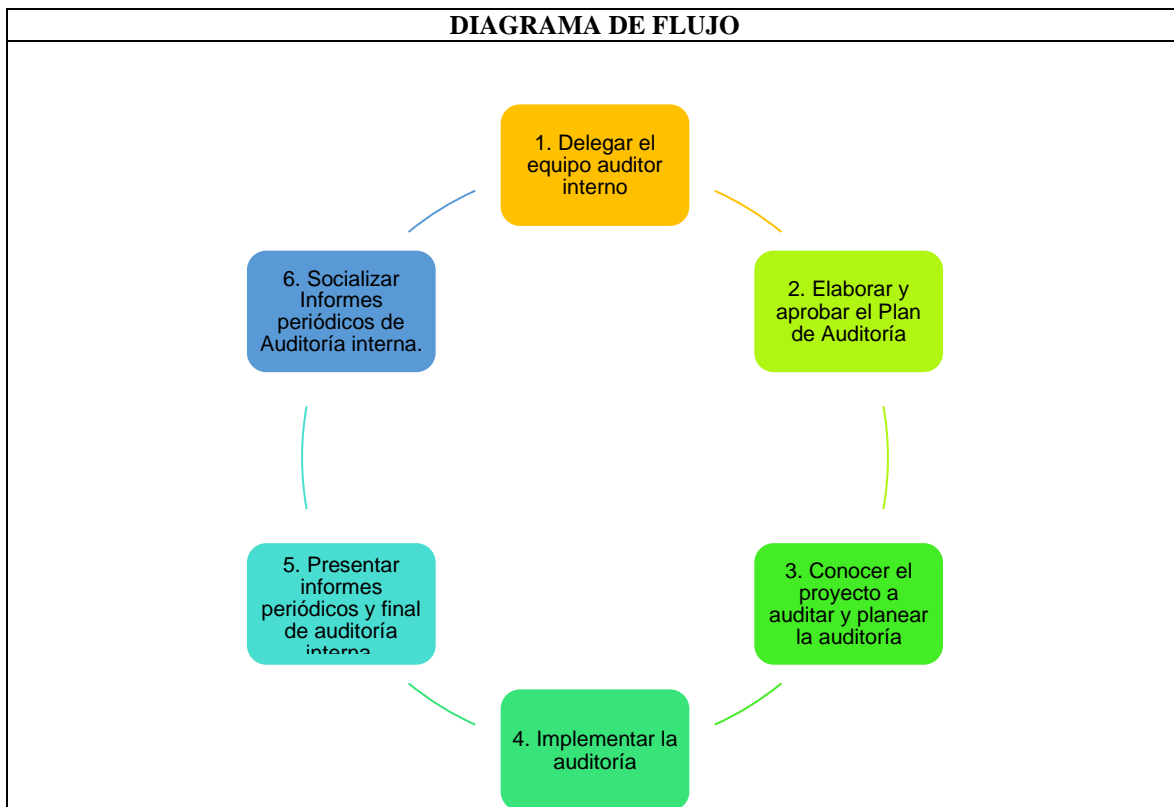 DIAGRAMA DE FLUJO
1. Delegar el
equipo auditor
interno
2. Elaborar y
aprobar el Plan
de Auditoría
3. Conocer el
proyecto a
auditar y planear
la auditoría
4. Implementar la
auditoría
5. Presentar
informes
periódicos y final
de auditoría
interna
6. Socializar
Informes
periódicos de
Auditoría interna.